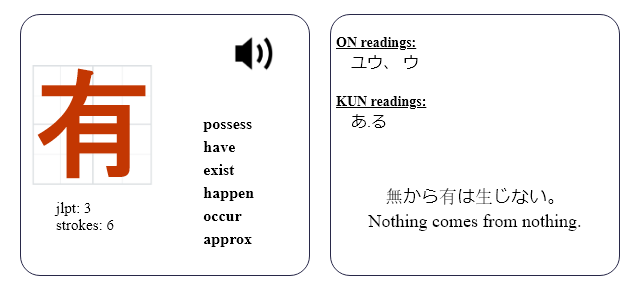 有
possess
have
exist
happen
occur
approx
jlpt: 3
strokes: 6
ON readings:
ユウ、 ウ
KUN readings:
あ.る
無から有は生じない。
Nothing comes from nothing.